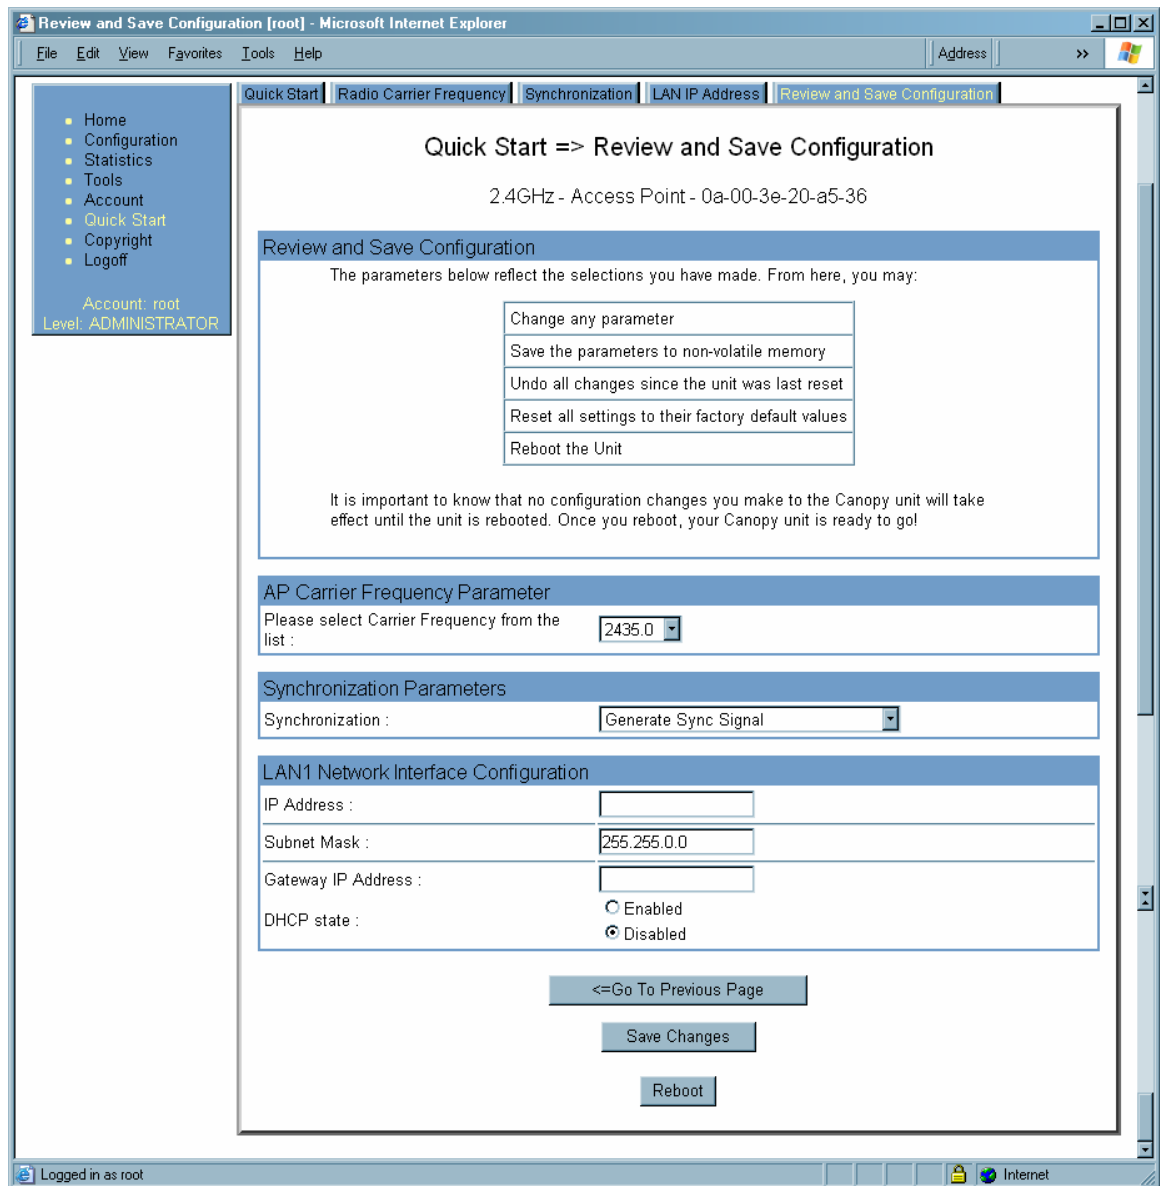 Review and Save Configuration [root] - Microsoft Internet Explorer
File Edit View Favorites Tools Help Address »
Quick Start Radio Carrier Frequency Synchronization LAN IP Address Review and Save Configuration
Home
Configuration
Statistics
Tools
Account
Quick Start
Copyright
Logoff
Account: root
Level: ADMINISTRATOR
Quick Start => Review and Save Configuration
2.4GHz - Access Point - 0a-00-3e-20-a5-36
Review and Save Configuration
The parameters below reflect the selections you have made. From here, you may:
Change any parameter
Save the parameters to non-volatile memory
Undo all changes since the unit was last reset
Reset all settings to their factory default values
Reboot the Unit
It is important to know that no configuration changes you make to the Canopy unit will take
effect until the unit is rebooted. Once you reboot, your Canopy unit is ready to go!
AP Carrier Frequency Parameter
Please select Carrier Frequency from the
list : 2435.0
Synchronization Parameters
Synchronization : Generate Sync Signal
LAN1 Network Interface Configuration
IP Address :
Subnet Mask : 255.255.0.0
Gateway IP Address :
DHCP state : Enabled
Disabled
<=Go To Previous Page
Save Changes
Reboot
Logged in as root Internet